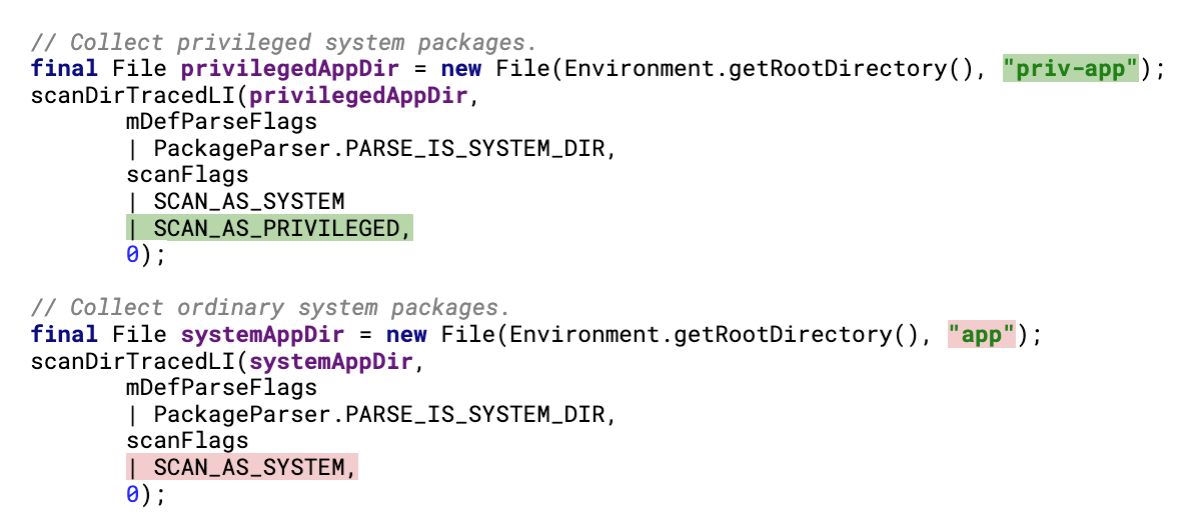 // Collect privileged system packages.
final File privilegedAppDir = new File(Environment.getRootDirectory(), "priv-app");
scanDirTracedLI(privilegedAppDir,
        mDefParseFlags
        | PackageParser.PARSE_IS_SYSTEM_DIR,
        scanFlags
        | SCAN_AS_SYSTEM
        | SCAN_AS_PRIVILEGED,
        0);

// Collect ordinary system packages.
final File systemAppDir = new File(Environment.getRootDirectory(), "app");
scanDirTracedLI(systemAppDir,
        mDefParseFlags
        | PackageParser.PARSE_IS_SYSTEM_DIR,
        scanFlags
        | SCAN_AS_SYSTEM,
        0);